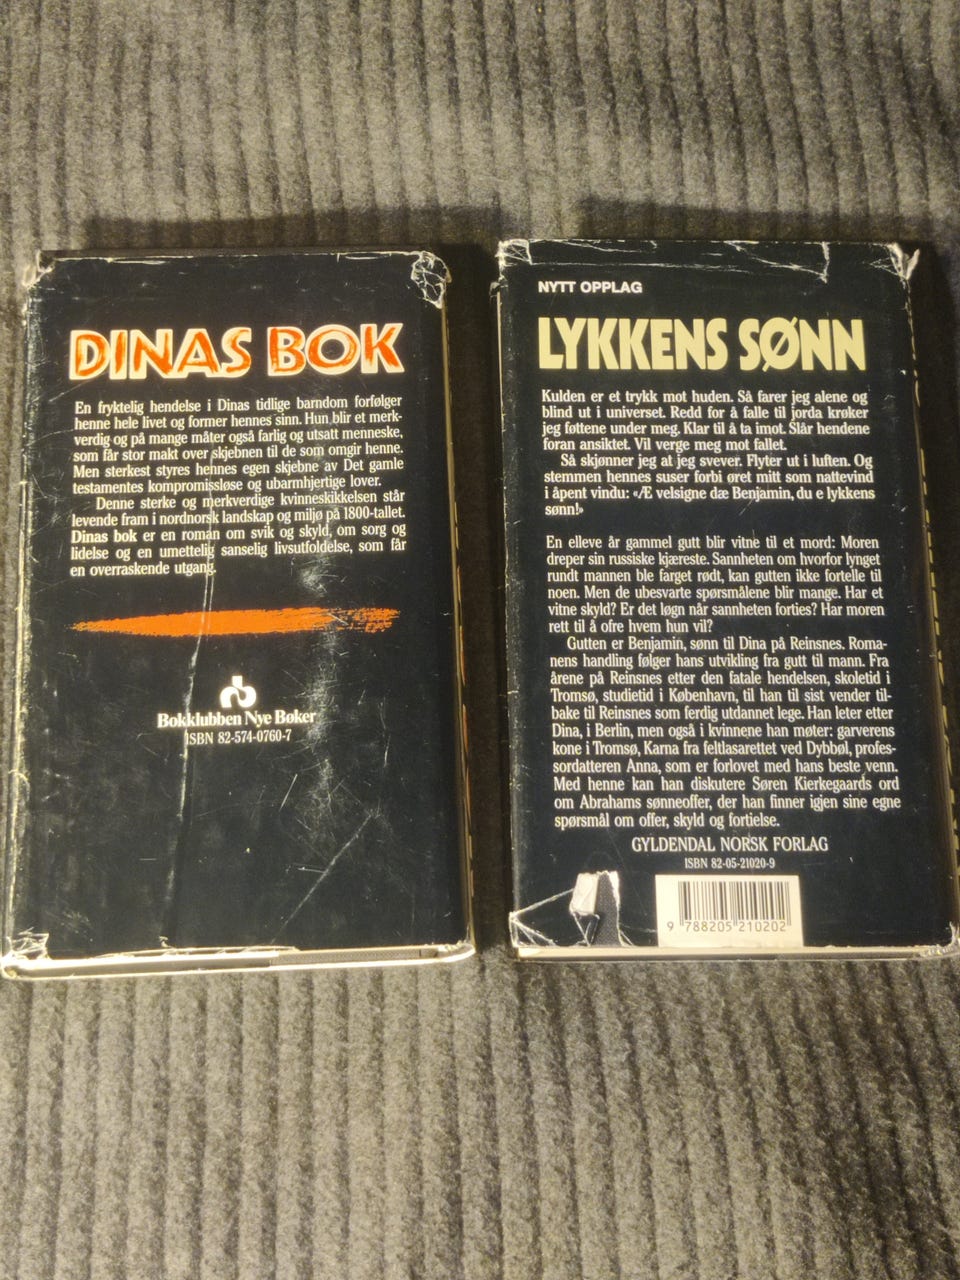 DINAS BOK
En fryktelig hendelse i Dinas tidlige barndom forfølger
henne hele livet og former hennes sinn. Hun blir et merk-
verdig og på mange måter også farlig og utsatt menneske,
som får stor makt over skjebnen til de som omgir henne.
Men sterkest styres hennes egen skjebne av Det gamle
testamentes kompromissløse og ubarmhjertige lover.
Denne sterke og merkverdige kvinneskikkelsen står
levende fram i nordnorsk landskap og miljø på 1800-tallet.
Dinas bok er en roman om svik og skyld, om sorg og
lidelse og en umettelig sanselig livsutfoldelse, som får
en overraskende utgang.
Bokklubben Nye Bøker
ISBN 82-574-0760-7
NYTT OPPLAG
LYKKENS SØNN
Kulden er et trykk mot huden. Så farer jeg alene og
blind ut i universet. Redd for å falle til jorda krøker
jeg føttene under meg. Klar til å ta imot. Slår hendene
foran ansiktet. Vil verge meg mot fallet.
Så skjønner jeg at jeg svever. Flyter ut i luften. Og
stemmen hennes suser forbi øret mitt som nattevind
i åpent vindu: «Æ velsigne dæ Benjamin, du e lykkens
sønn!»
En elleve år gammel gutt blir vitne til et mord: Moren
dreper sin russiske kjæreste. Sannheten om hvorfor lynget
rundt mannen ble farget rødt, kan gutten ikke fortelle til
noen. Men de ubesvarte spørsmålene blir mange. Har et
vitne skyld? Er det løgn når sannheten forties? Har moren
rett til å ofre hvem hun vil?
Gutten er Benjamin, sønn til Dina på Reinsnes. Roma-
nens handling følger hans utvikling fra gutt til mann. Fra
årene på Reinsnes etter den fatale hendelsen, skoletid i
Tromsø, studietid i København, til han til sist vender til-
bake til Reinsnes som ferdig utdannet lege. Han leter etter
Dina, i Berlin, men også i kvinnene han møter: garverens
kone i Tromsø, Karna fra feltlasarettet ved Dybbøl, profes-
sordatteren Anna, som er forlovet med hans beste venn.
Med henne kan han diskutere Søren Kierkegaards ord
om Abrahams sønneoffer, der han finner igjen sine egne
spørsmål om offer, skyld og fortielse.
GYLDENDAL NORSK FORLAG
ISBN 82-05-21020-9
9 788205 210202